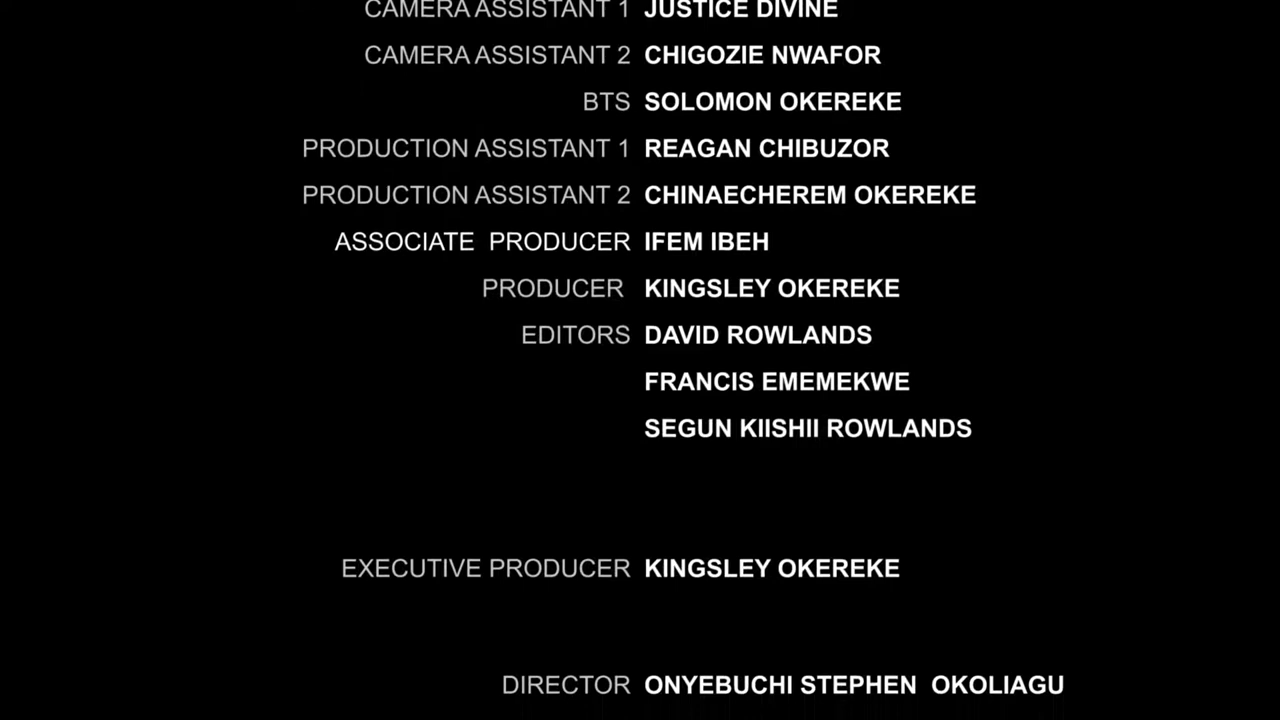 CAMERA ASSISTANT 1 JUSTICE DIVINE
CAMERA ASSISTANT 2 CHIGOZIE NWAFOR
BTS SOLOMON OKEREKE
PRODUCTION ASSISTANT 1 REAGAN CHIBUZOR
PRODUCTION ASSISTANT 2 CHINAECHEREM OKEREKE
ASSOCIATE PRODUCER IFEM IBEH
PRODUCER KINGSLEY OKEREKE
EDITORS DAVID ROWLANDS
FRANCIS EMEMEKWE
SEGUN KIISHII ROWLANDS
EXECUTIVE PRODUCER KINGSLEY OKEREKE
DIRECTOR ONYEBUCHI STEPHEN OKOLIAGU